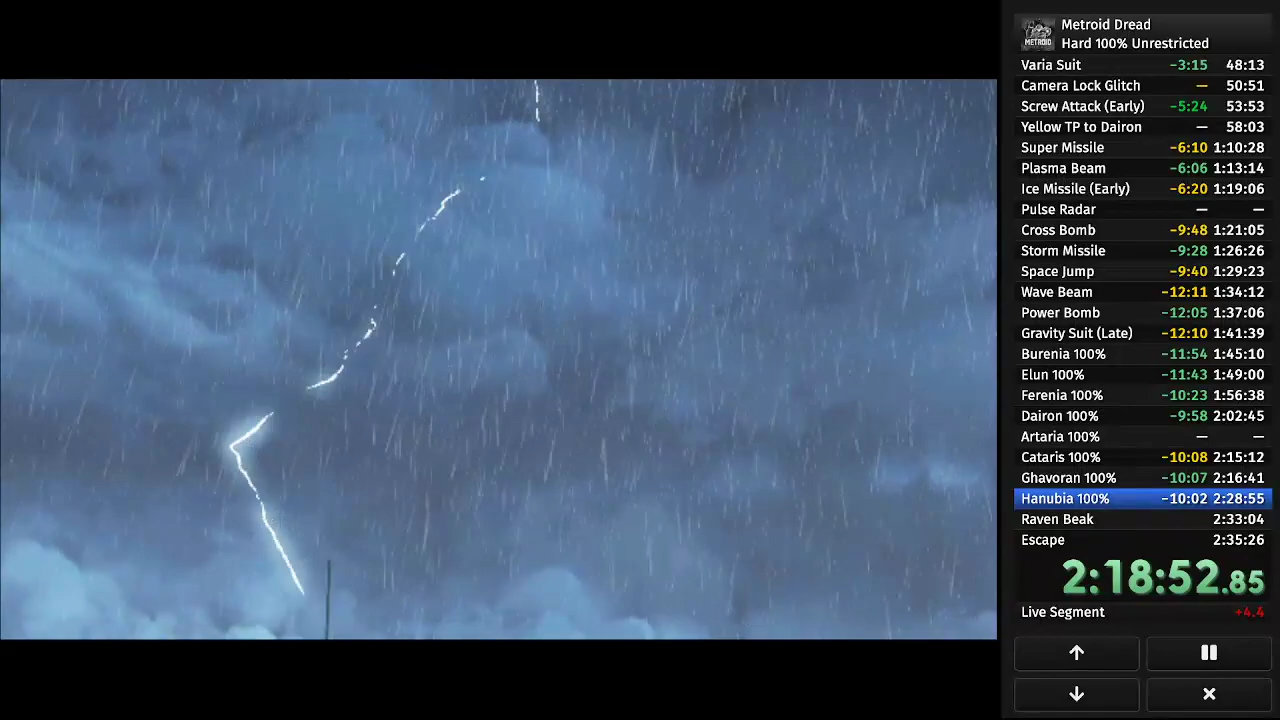 Metroid Dread
Hard 100% Unrestricted
METROID
Varia Suit −3:15 48:13
Camera Lock Glitch — 50:51
Screw Attack (Early) −5:24 53:53
Yellow TP to Dairon — 58:03
Super Missile −6:10 1:10:28
Plasma Beam −6:06 1:13:14
Ice Missile (Early) −6:20 1:19:06
Pulse Radar — —
Cross Bomb −9:48 1:21:05
Storm Missile −9:28 1:26:26
Space Jump −9:40 1:29:23
Wave Beam −12:11 1:34:12
Power Bomb −12:05 1:37:06
Gravity Suit (Late) −12:10 1:41:39
Burenia 100% −11:54 1:45:10
Elun 100% −11:43 1:49:00
Ferenia 100% −10:23 1:56:38
Dairon 100% −9:58 2:02:45
Artaria 100% — —
Cataris 100% −10:08 2:15:12
Ghavoran 100% −10:07 2:16:41
Hanubia 100% −10:02 2:28:55
Raven Beak 2:33:04
Escape 2:35:26
2:18:52.85
Live Segment +4.4